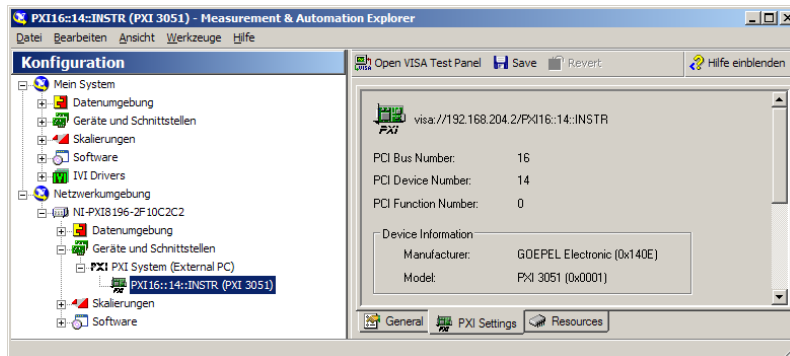 PXI16::14::INSTR (PXI 3051) - Measurement & Automation Explorer
Datei Bearbeiten Ansicht Werkzeuge Hilfe
Konfiguration
Mein System
Datenumgebung
Geräte und Schnittstellen
Skalierungen
Software
IVI Drivers
Netzwerkumgebung
NI-PXI8196-2F10C2C2
Datenumgebung
Geräte und Schnittstellen
PXI PXI System (External PC)
PXI16::14::INSTR (PXI 3051)
Skalierungen
Software
Open VISA Test Panel Save Revert Hilfe einblenden
PXI visa://192.168.204.2/PXI16::14::INSTR
PCI Bus Number: 16
PCI Device Number: 14
PCI Function Number: 0
Device Information
Manufacturer: GOEPEL Electronic (0x140E)
Model: PXI 3051 (0x0001)
General PXI Settings Resources